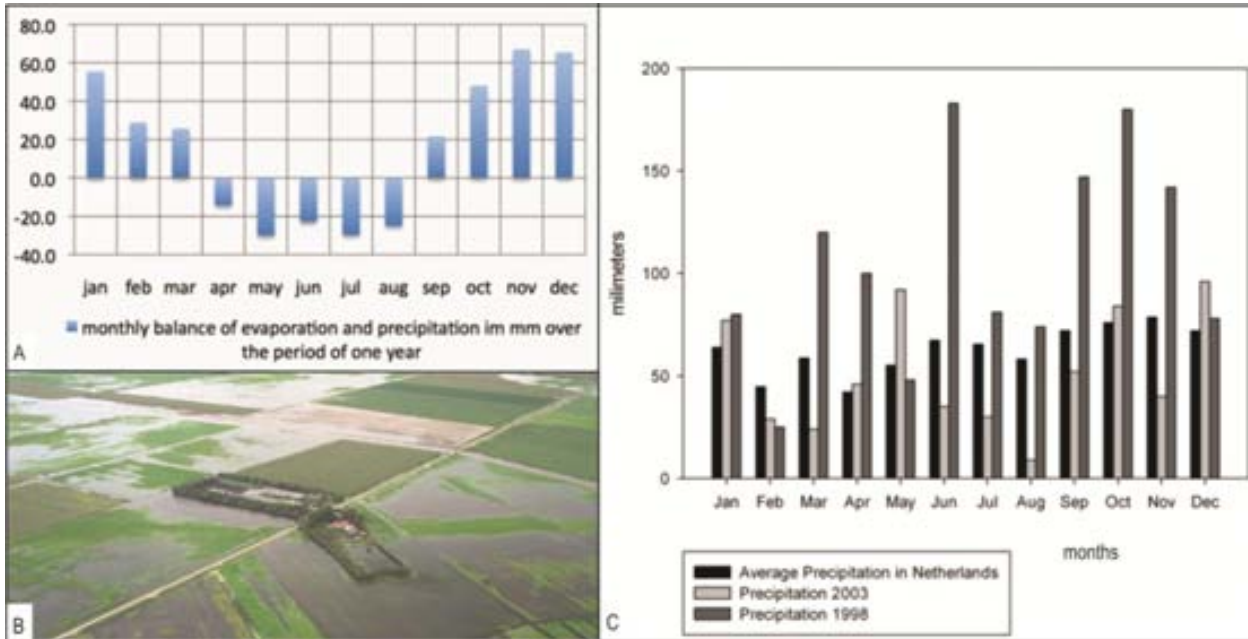 80.0
60.0
40.0
20.0
0.0
-20.0
-40.0
jan feb mar apr may jun jul aug sep oct nov dec
monthly balance of evaporation and precipitation im mm over
the period of one year
A
B
200
150
100
50
0
milimeters
Jan Feb Mar Apr May Jun Jul Aug Sep Oct Nov Dec
months
Average Precipitation in Netherlands
Precipitation 2003
Precipitation 1998
C